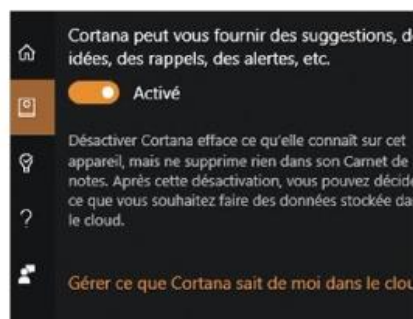 Cortana peut vous fournir des suggestions, de
idées, des rappels, des alertes, etc.
Activé
Désactiver Cortana efface ce qu'elle connaît sur cet
appareil, mais ne supprime rien dans son Carnet de
notes. Après cette désactivation, vous pouvez décide
ce que vous souhaitez faire des données stockée da
le cloud.
?
Gérer ce que Cortana sait de moi dans le clou